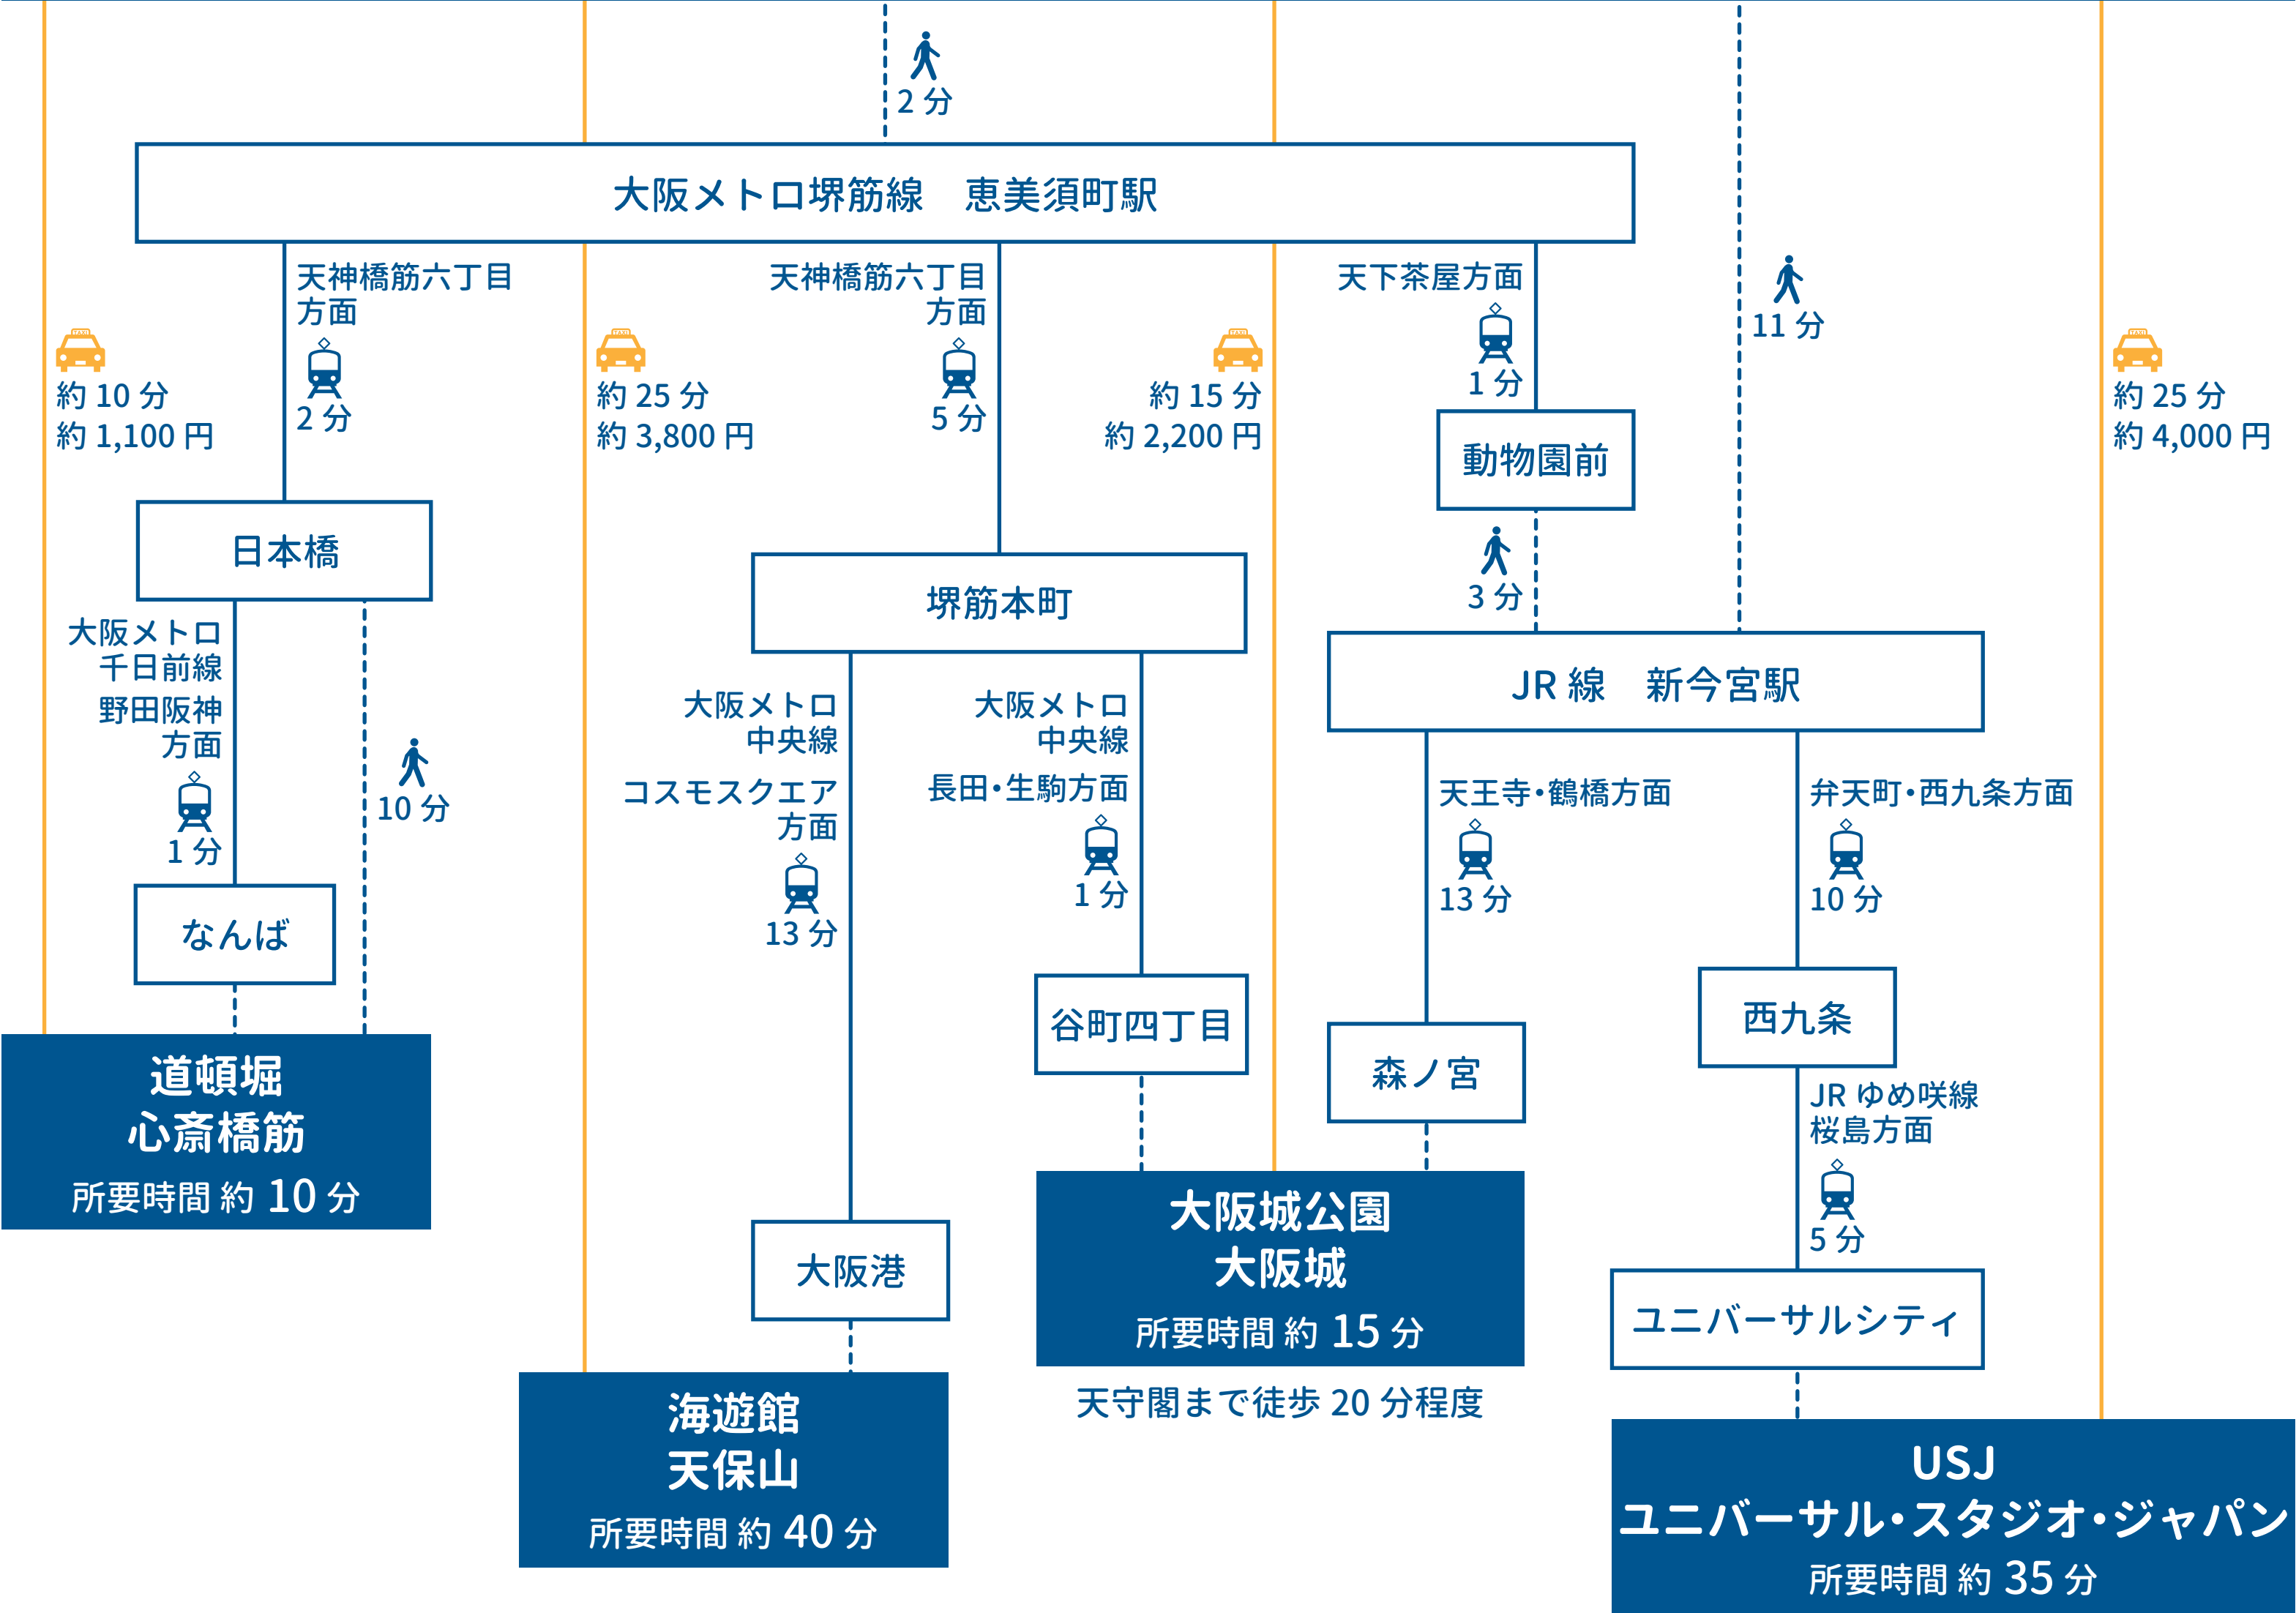 2 分
大阪メトロ堺筋線　恵美須町駅
天神橋筋六丁目
方面
2 分
天神橋筋六丁目
方面
5 分
天下茶屋方面
1 分
11 分
TAXI
約 10 分
約 1,100 円
TAXI
約 25 分
約 3,800 円
TAXI
約 15 分
約 2,200 円
TAXI
約 25 分
約 4,000 円
動物園前
3 分
日本橋
堺筋本町
JR 線　新今宮駅
大阪メトロ
千日前線
野田阪神
方面
1 分
10 分
なんば
大阪メトロ
中央線
コスモスクエア
方面
13 分
大阪メトロ
中央線
長田・生駒方面
1 分
天王寺・鶴橋方面
13 分
弁天町・西九条方面
10 分
谷町四丁目
森ノ宮
西九条
JR ゆめ咲線
桜島方面
5 分
道頓堀
心斎橋筋
所要時間 約 10 分
大阪港
ユニバーサルシティ
大阪城公園
大阪城
所要時間 約 15 分
天守閣まで徒歩 20 分程度
海遊館
天保山
所要時間 約 40 分
USJ
ユニバーサル・スタジオ・ジャパン
所要時間 約 35 分